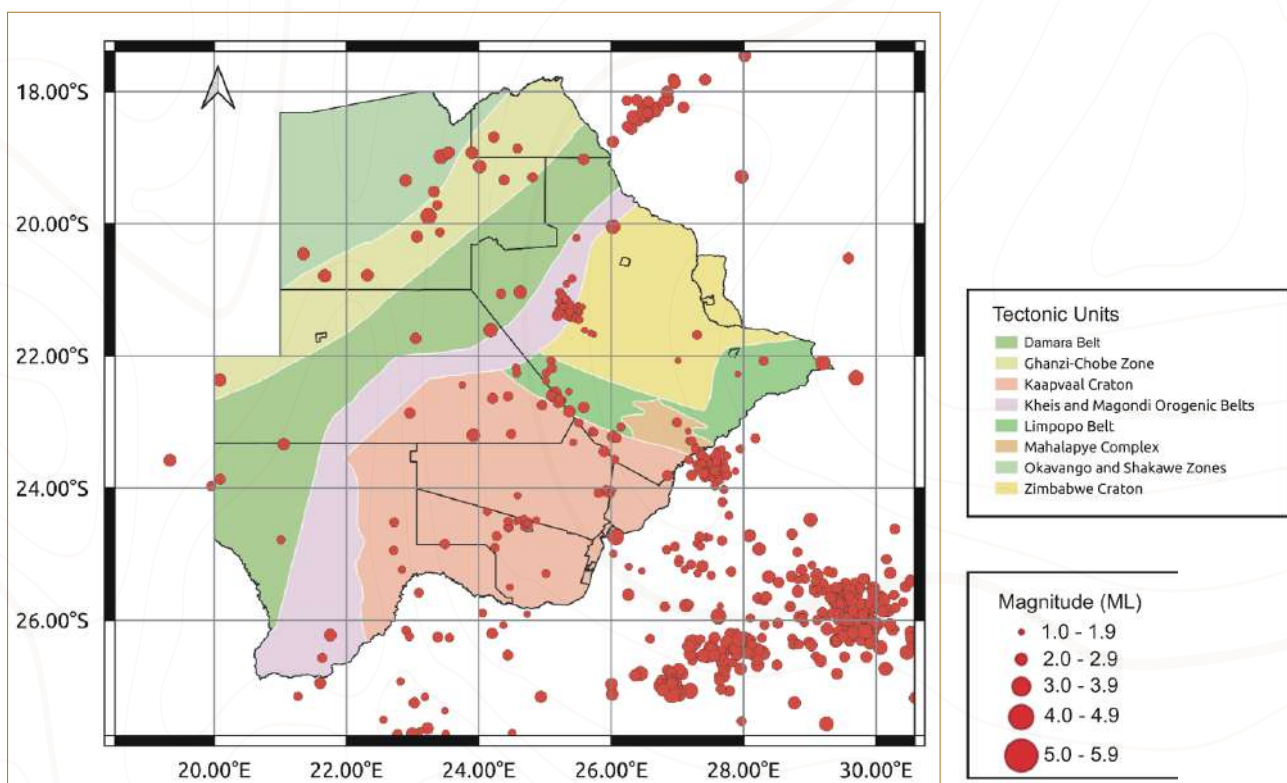 18.00°S
20.00°S
22.00°S
24.00°S
26.00°S
20.00°E 22.00°E 24.00°E 26.00°E 28.00°E 30.00°E
Tectonic Units
Damara Belt
Ghanzi-Chobe Zone
Kaapvaal Craton
Kheis and Magondi Orogenic Belts
Limpopo Belt
Mahalapye Complex
Okavango and Shakawe Zones
Zimbabwe Craton
Magnitude (ML)
1.0 - 1.9
2.0 - 2.9
3.0 - 3.9
4.0 - 4.9
5.0 - 5.9